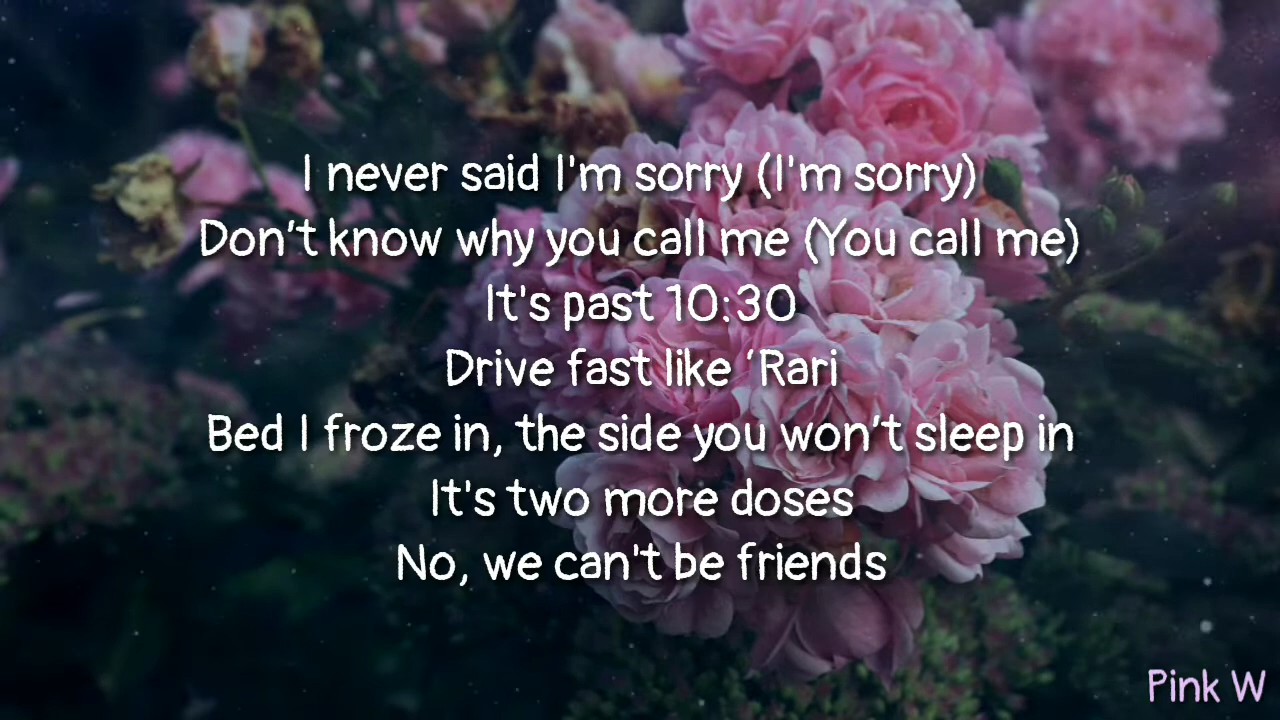 I never said I'm sorry (I'm sorry)
Don’t know why you call me (You call me)
It's past 10:30
Drive fast like ‘Rari
Bed I froze in, the side you won’t sleep in
It's two more doses
No, we can't be friends
Pink W